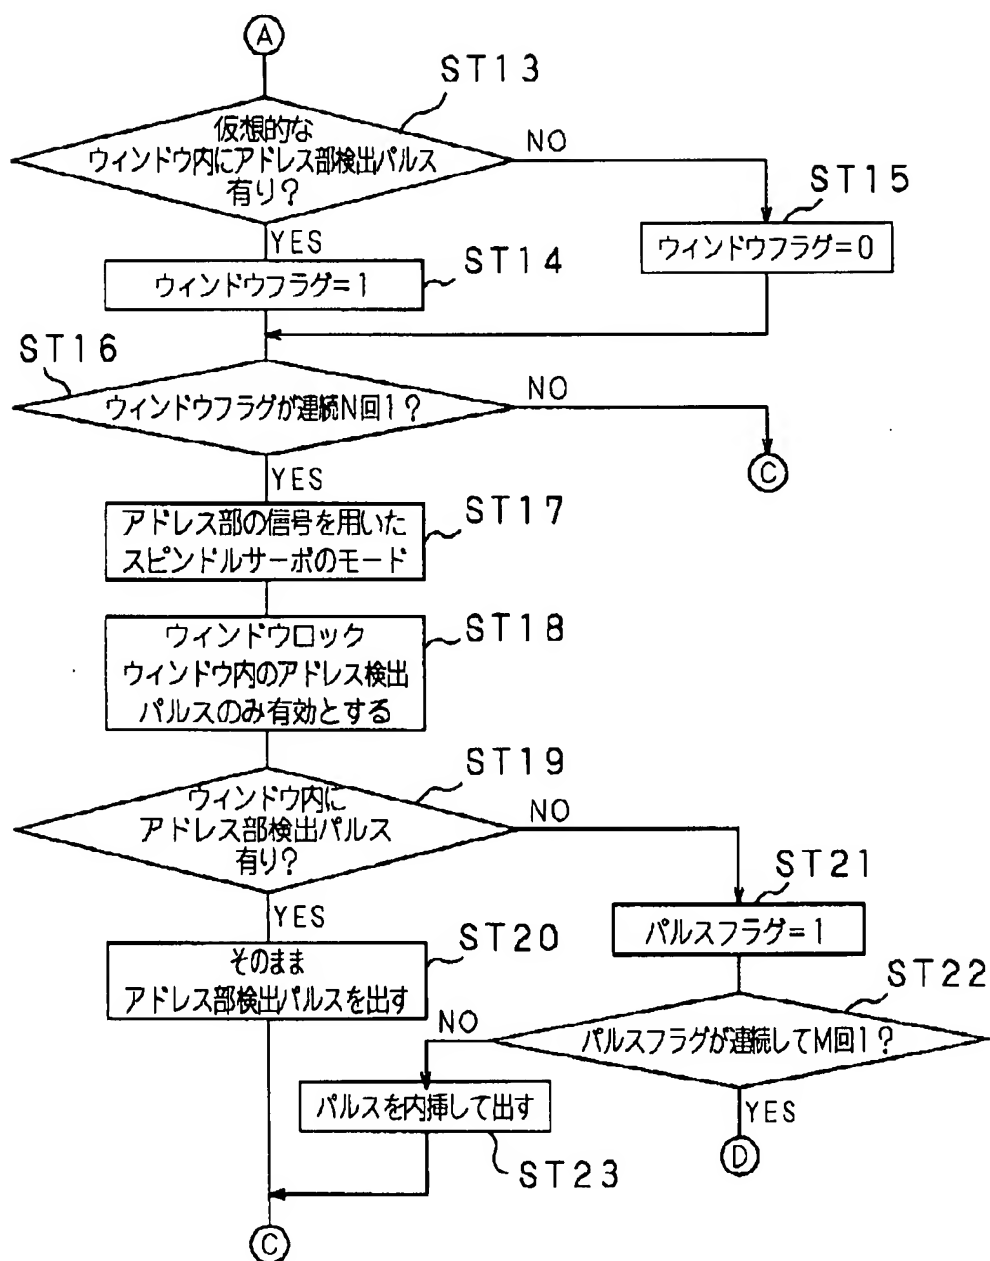 A
ST13
仮想的な
ウィンドウ内にアドレス部検出パルス
有り?
NO
ST15
ウィンドウフラグ=0
YES
ST14
ウィンドウフラグ=1
ST16
ウィンドウフラグが連続N回1?
NO
C
YES
ST17
アドレス部の信号を用いた
スピンドルサーボのモード
ST18
ウィンドウロック
ウィンドウ内のアドレス検出
パルスのみ有効とする
ST19
ウィンドウ内に
アドレス部検出パルス
有り?
NO
ST21
パルスフラグ=1
YES
ST20
そのまま
アドレス部検出パルスを出す
ST22
パルスフラグが連続してM回1?
NO
パルスを内挿して出す
ST23
YES
D
C